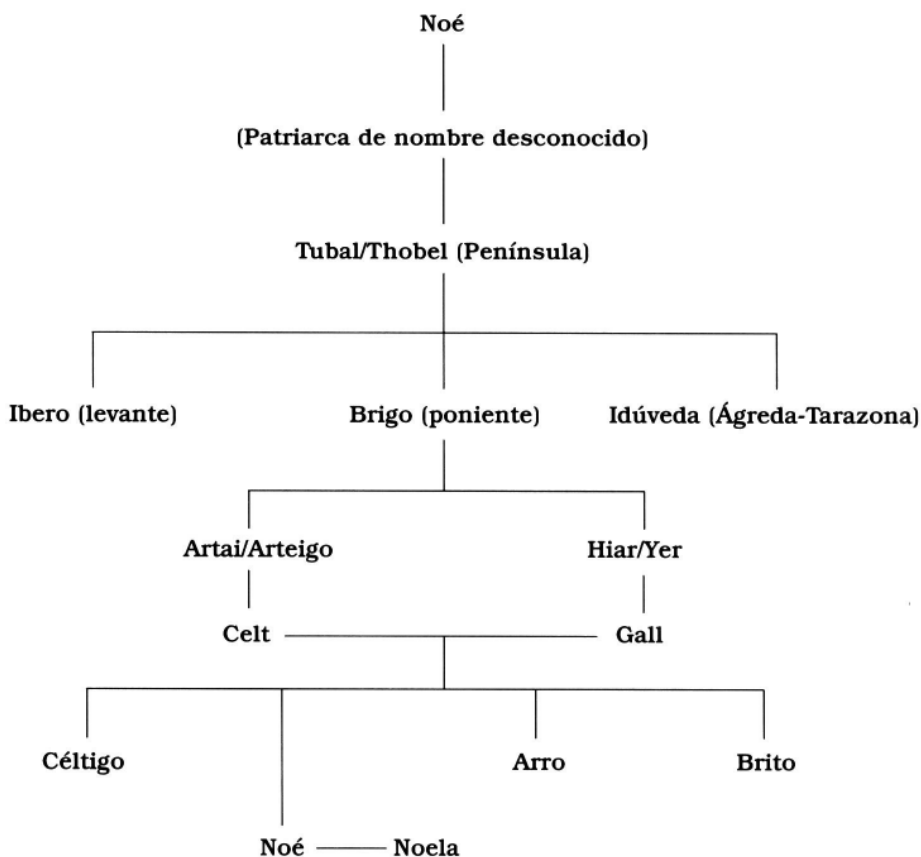 Noé
(Patriarca de nombre desconocido)
Tubal/Thobel (Península)
Ibero (levante) Brigo (poniente) Idúveda (Ágreda-Tarazona)
Artai/Arteigo Hiar/Yer
Celt Gall
Céltigo Arro Brito
Noé Noela